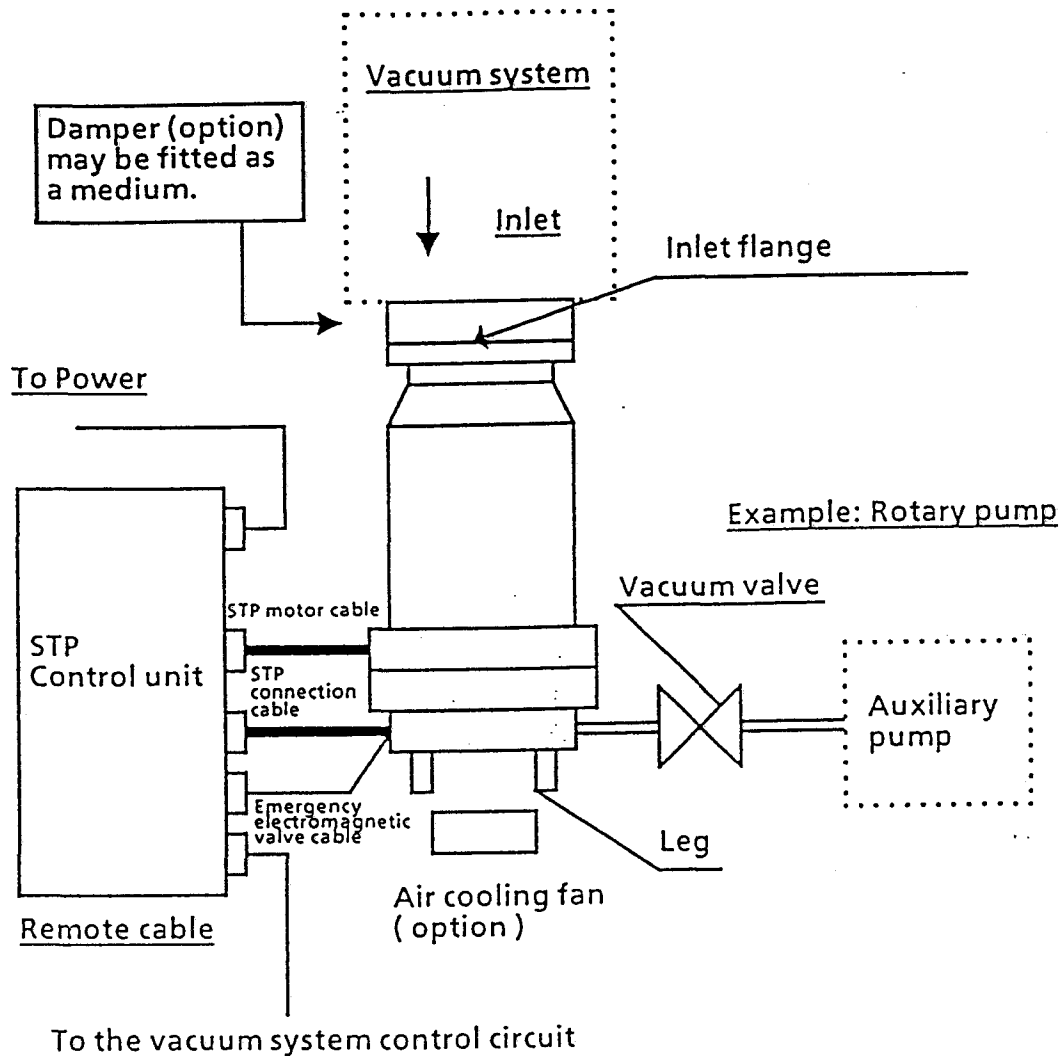 Vacuum system
Damper (option)
may be fitted as
a medium.
Inlet
Inlet flange
To Power
Example: Rotary pump
Vacuum valve
STP motor cable
STP
Control unit
STP
connection
cable
Auxiliary
pump
Emergency
electromagnetic
valve cable
Leg
Air cooling fan
( option )
Remote cable
To the vacuum system control circuit